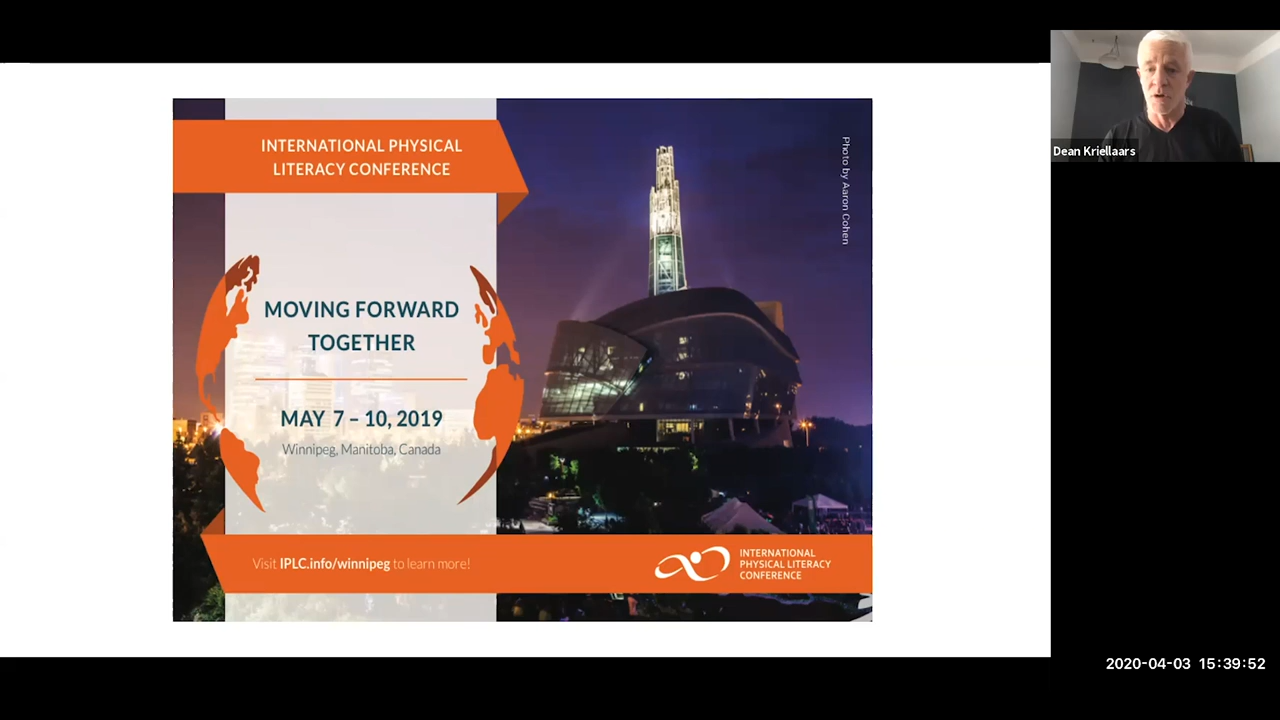 INTERNATIONAL PHYSICAL
LITERACY CONFERENCE
Photo by Aaron Cohen
MOVING FORWARD
TOGETHER
MAY 7 – 10, 2019
Winnipeg, Manitoba, Canada
Visit IPLC.info/winnipeg to learn more!
INTERNATIONAL
PHYSICAL LITERACY
CONFERENCE
Dean Kriellaars
2020-04-03 15:39:52